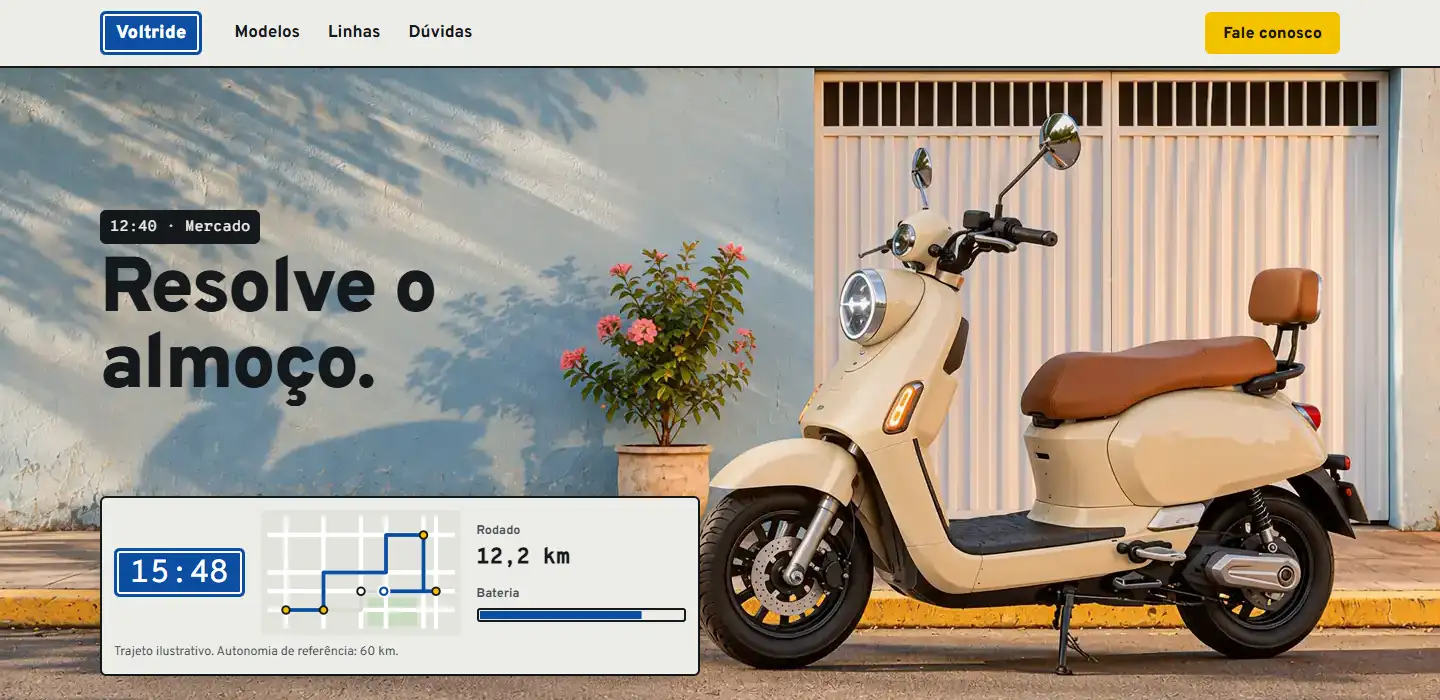 Voltride
Modelos
Linhas
Dúvidas
Fale conosco
12:40 · Mercado
Resolve o
almoço.
15:48
Rodado
12,2 km
Bateria
Trajeto ilustrativo. Autonomia de referência: 60 km.